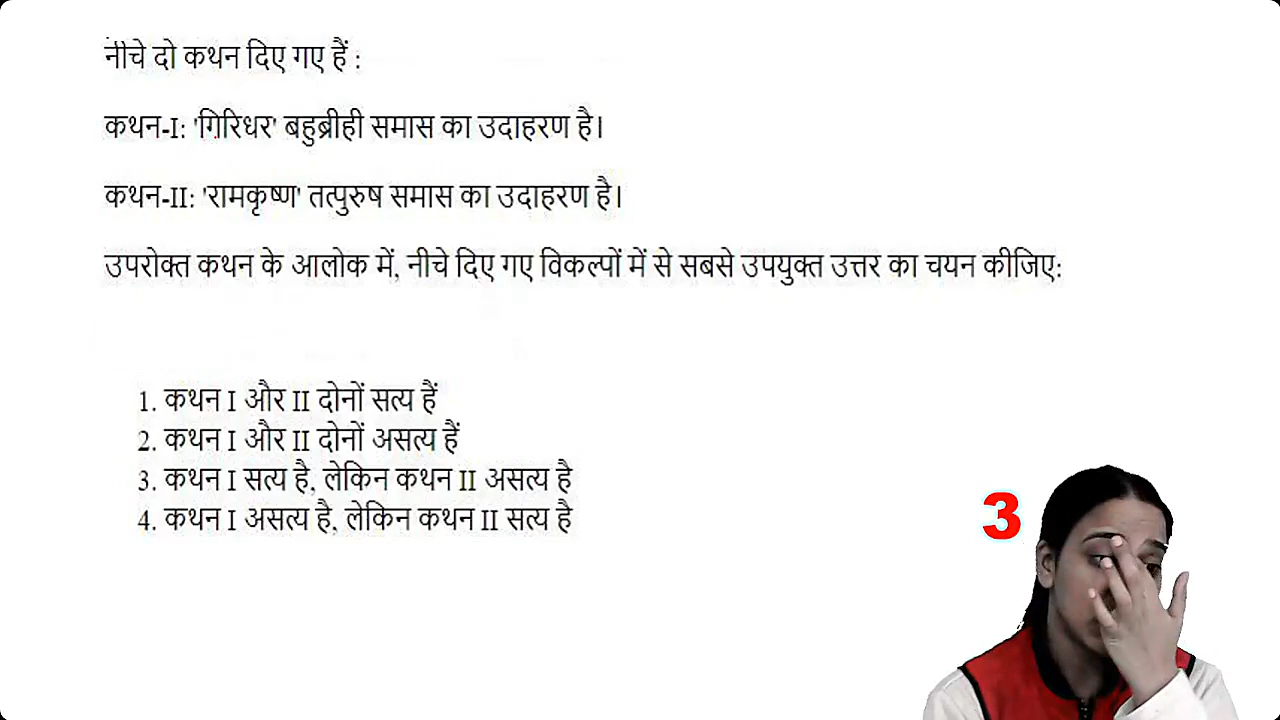 नीचे दो कथन दिए गए हैं :
कथन-I: 'गिरिधर' बहुब्रीही समास का उदाहरण है।
कथन-II: 'रामकृष्ण' तत्पुरुष समास का उदाहरण है।
उपरोक्त कथन के आलोक में, नीचे दिए गए विकल्पों में से सबसे उपयुक्त उत्तर का चयन कीजिए:
1. कथन I और II दोनों सत्य हैं
2. कथन I और II दोनों असत्य हैं
3. कथन I सत्य है, लेकिन कथन II असत्य है
4. कथन I असत्य है, लेकिन कथन II सत्य है
3